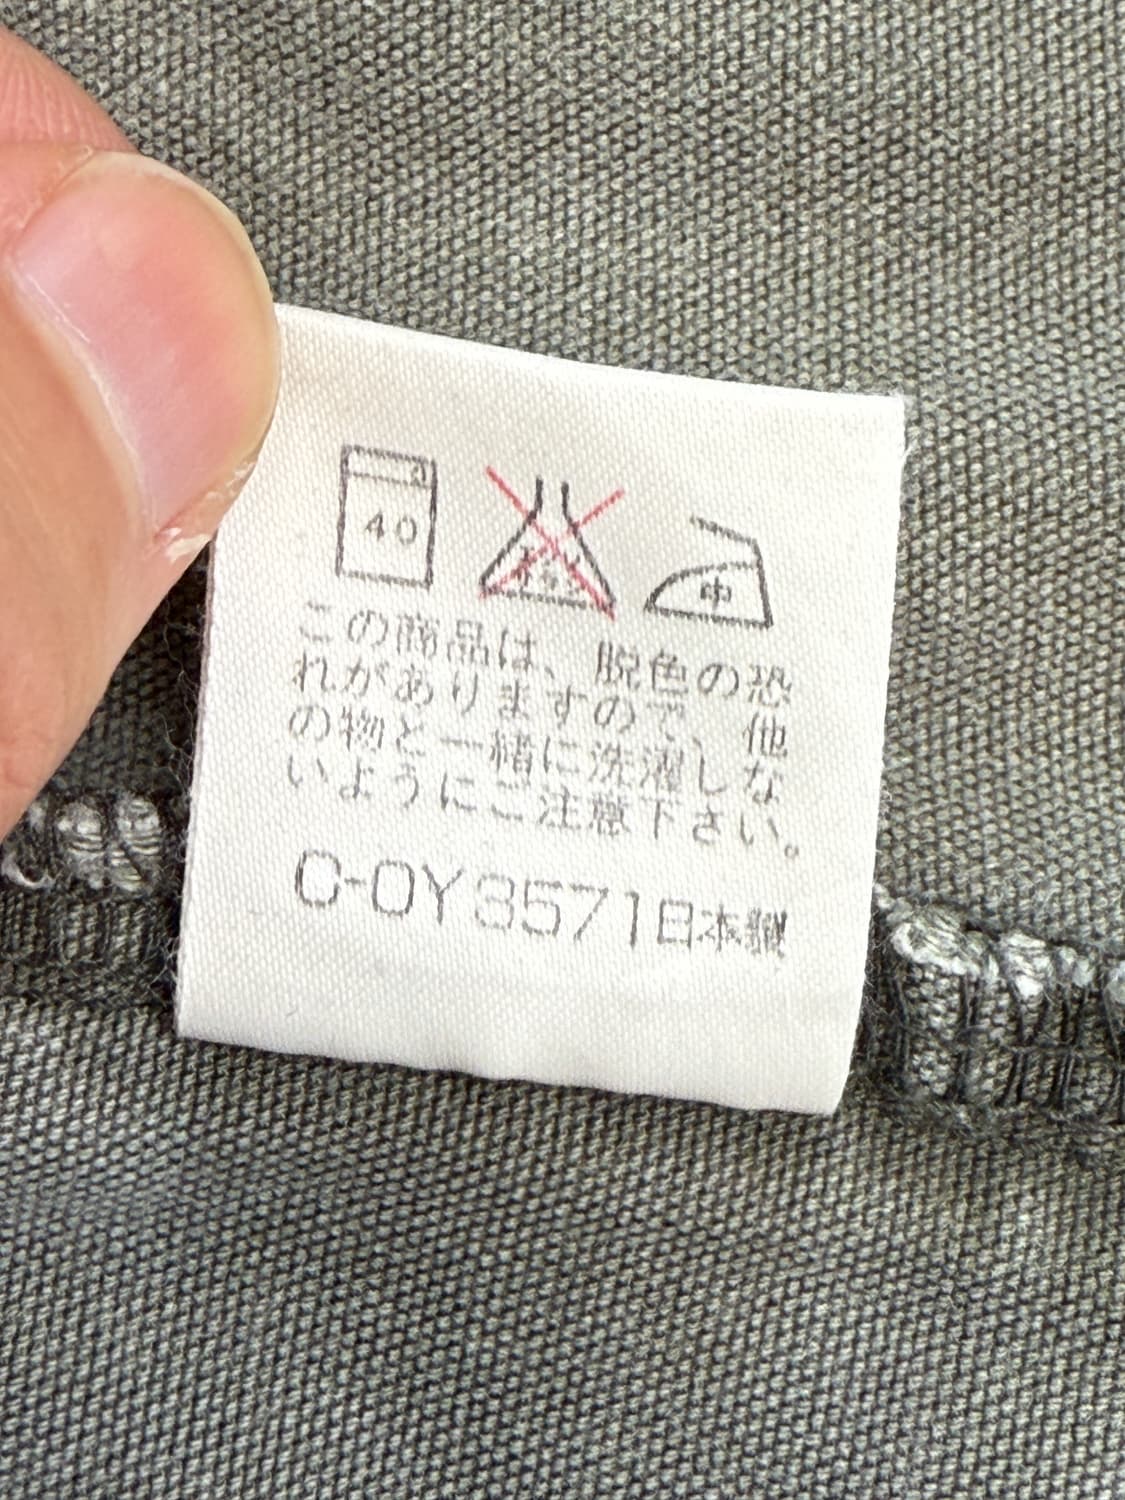 40
中
この商品は、脱色の恐
れがありますので、他
の物と一緒に洗濯しな
いようにご注意下さい。
C-OY3571日本製